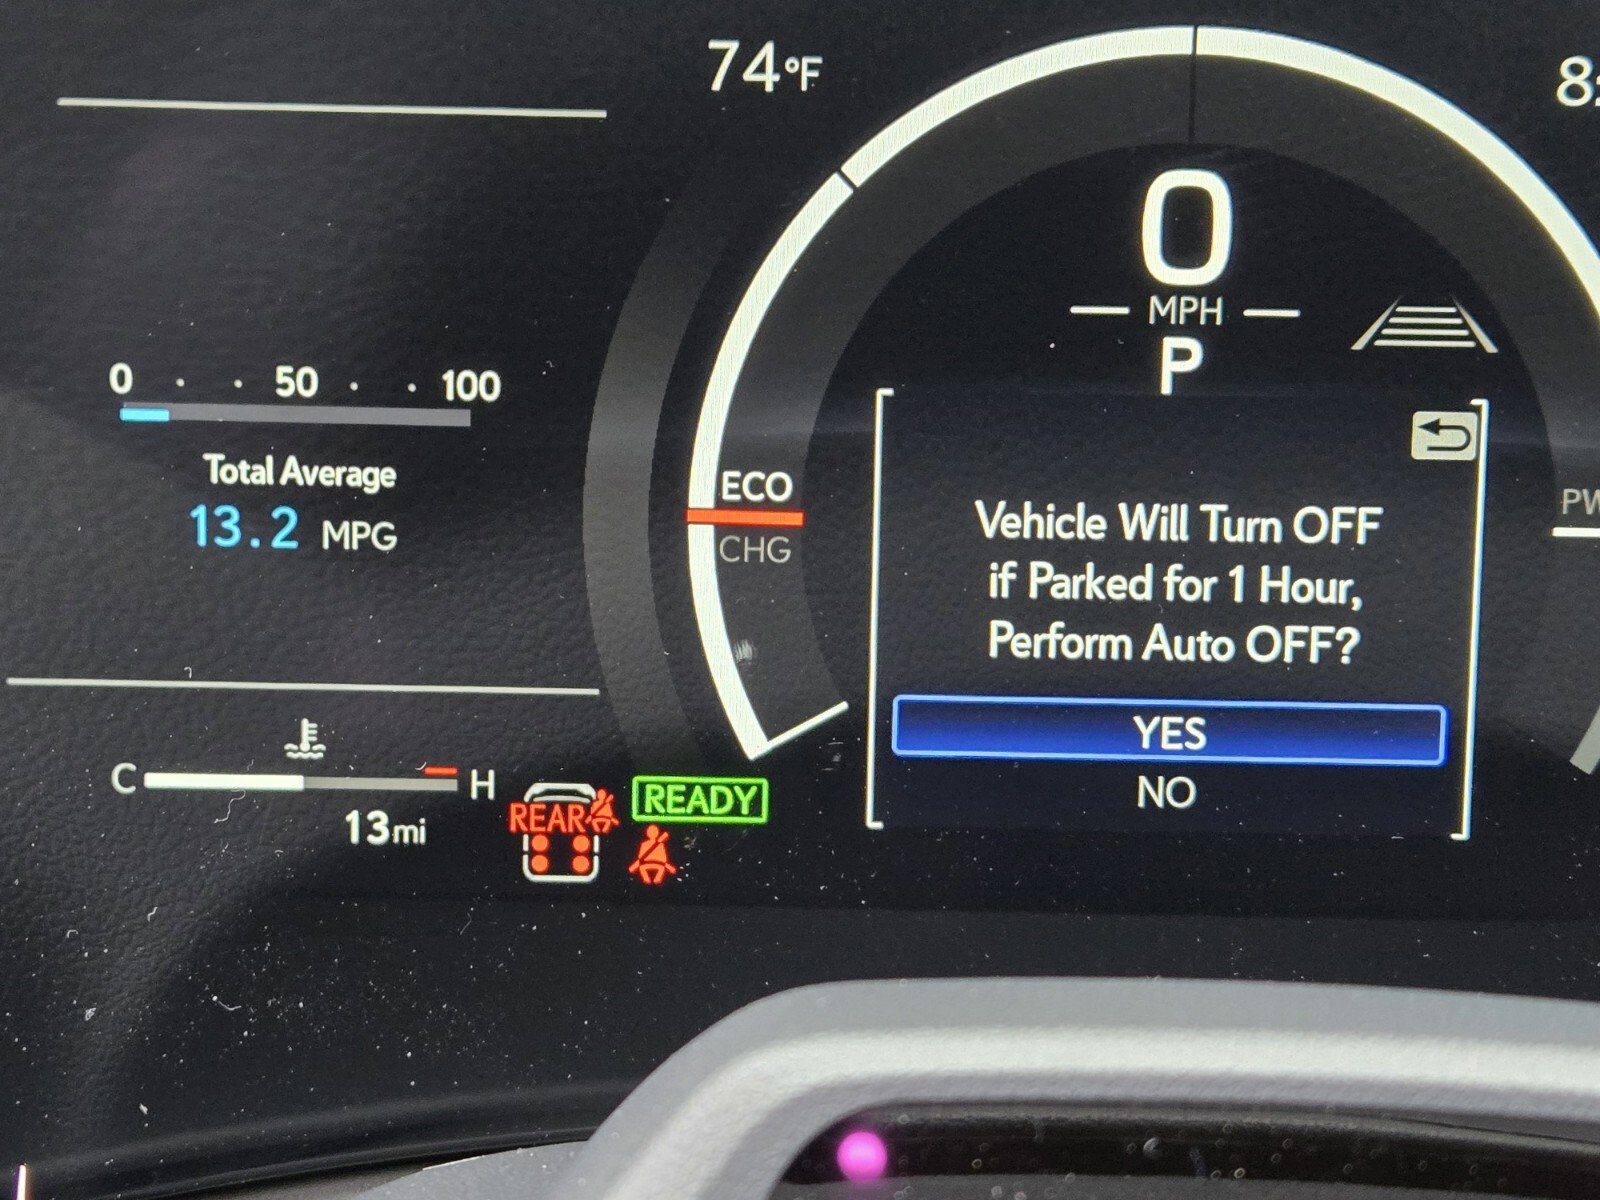 74°F
0 50 100
Total Average
13.2 MPG
C H
13mi
REAR
READY
ECO
CHG
0
MPH
P
Vehicle Will Turn OFF
if Parked for 1 Hour,
Perform Auto OFF?
YES
NO